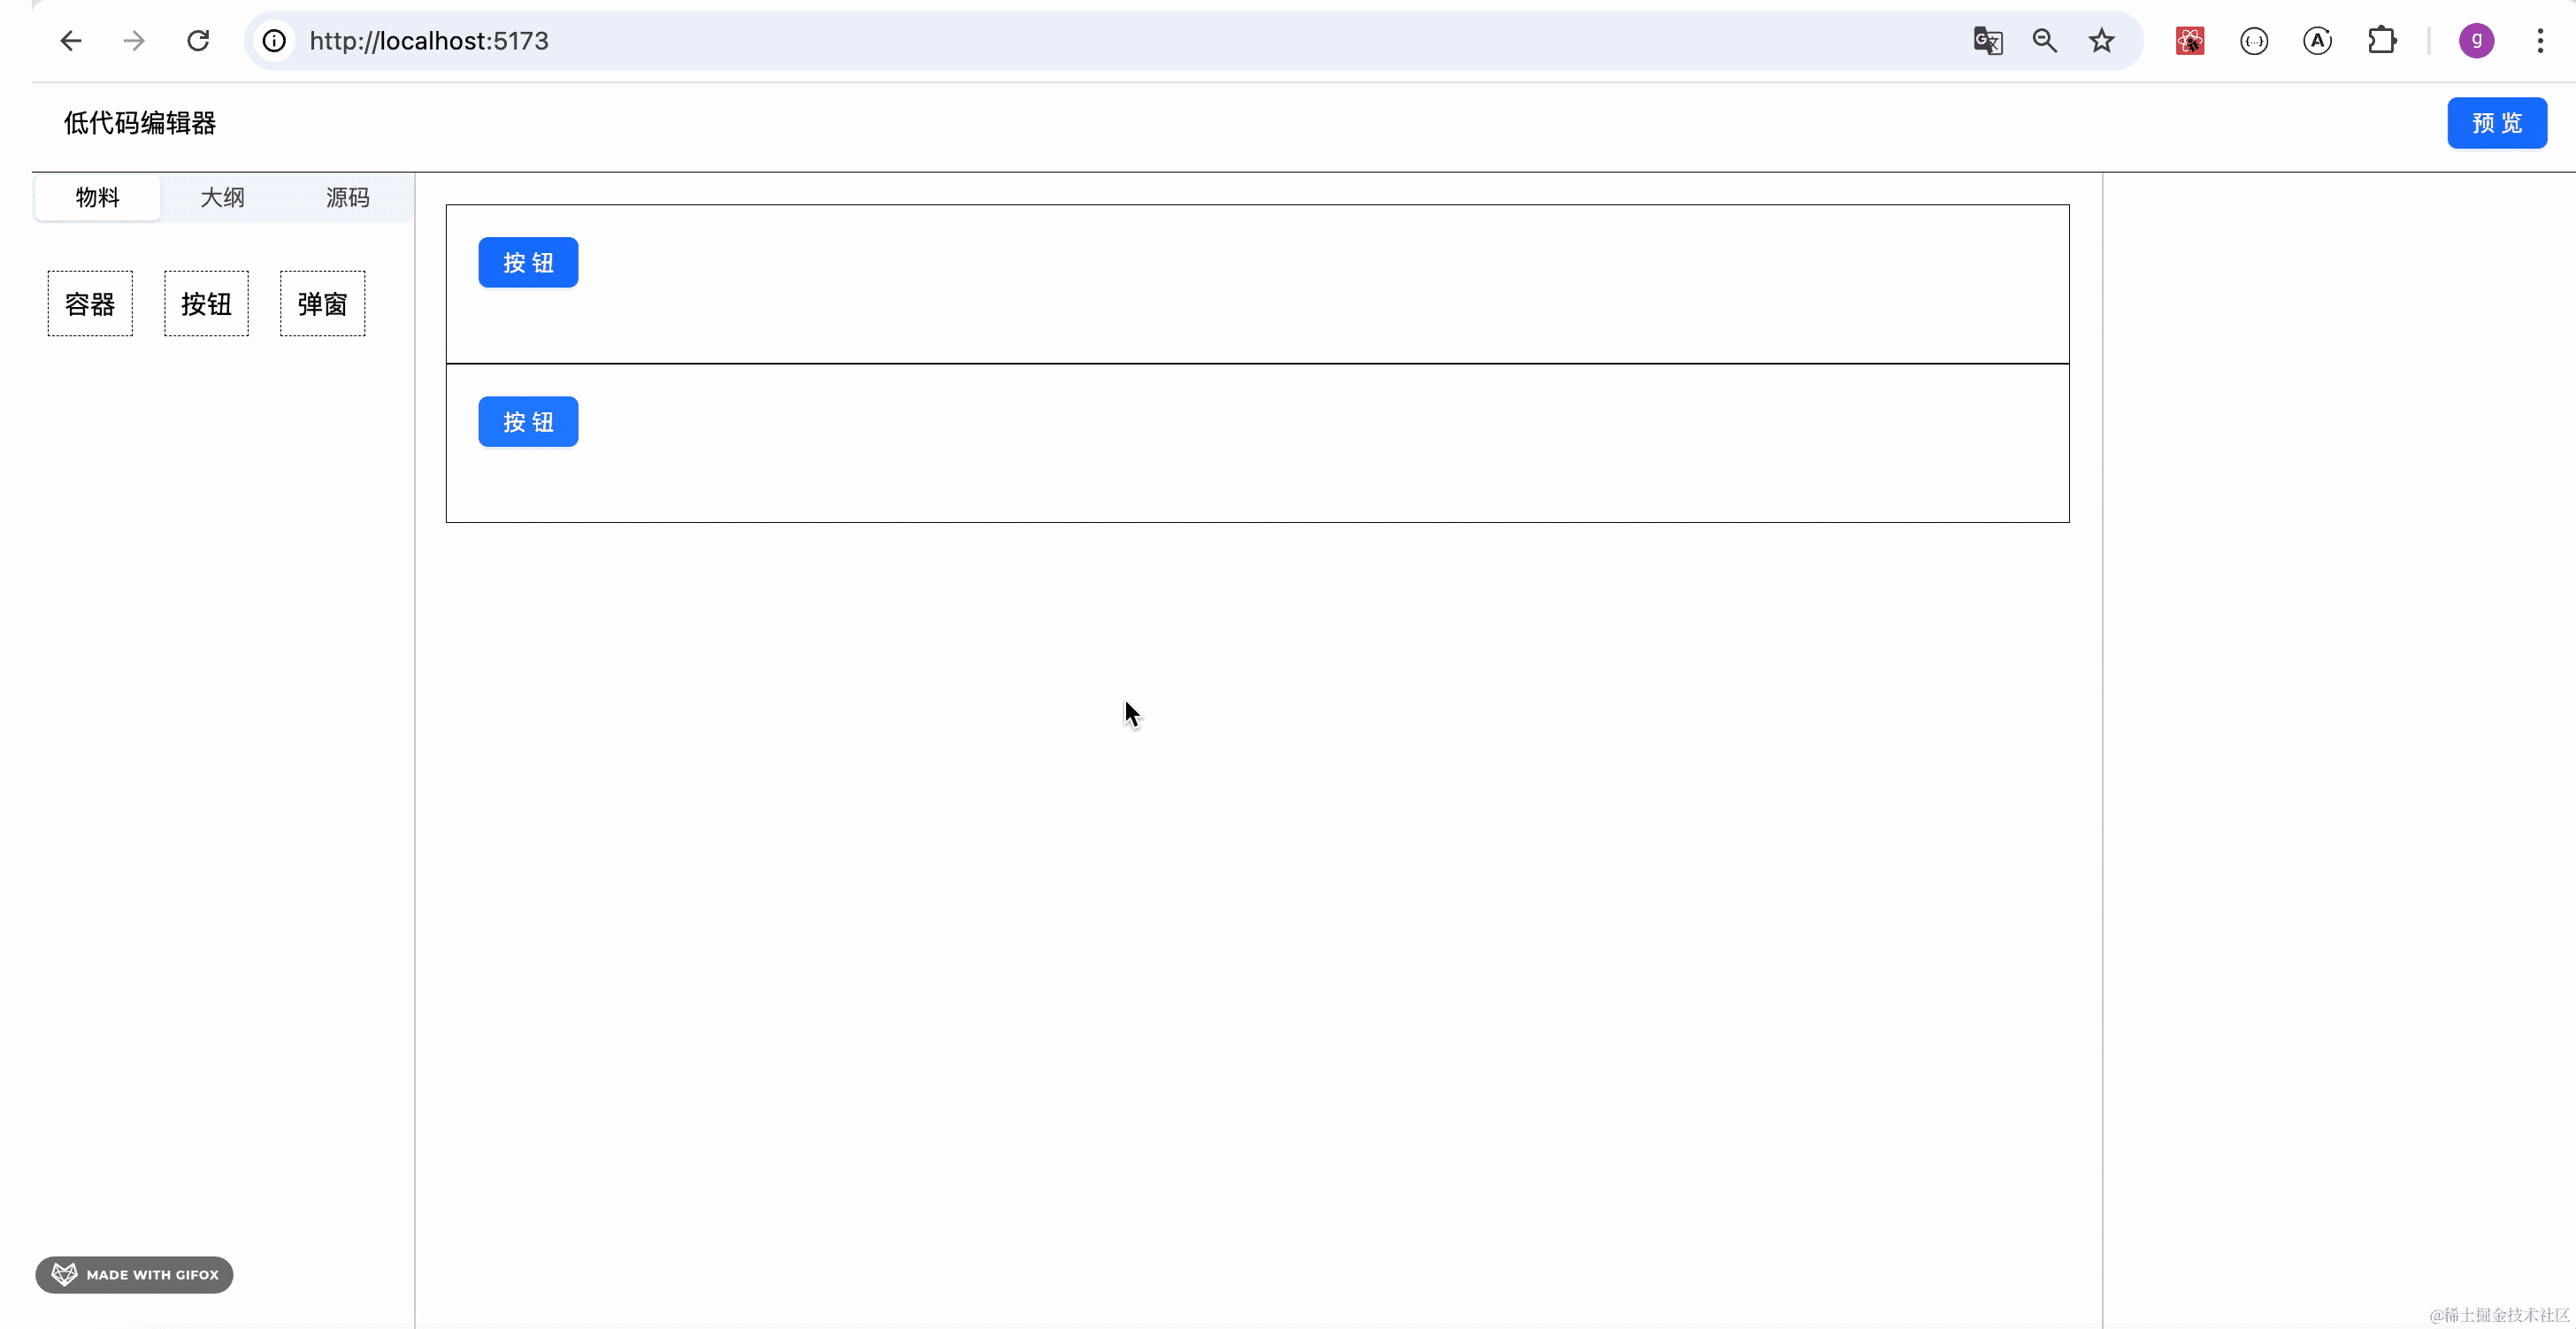 http://localhost:5173
g
低代码编辑器
预 览
物料 大纲 源码
容器 按钮 弹窗
按 钮
按 钮
MADE WITH GIFOX
@稀土掘金技术社区